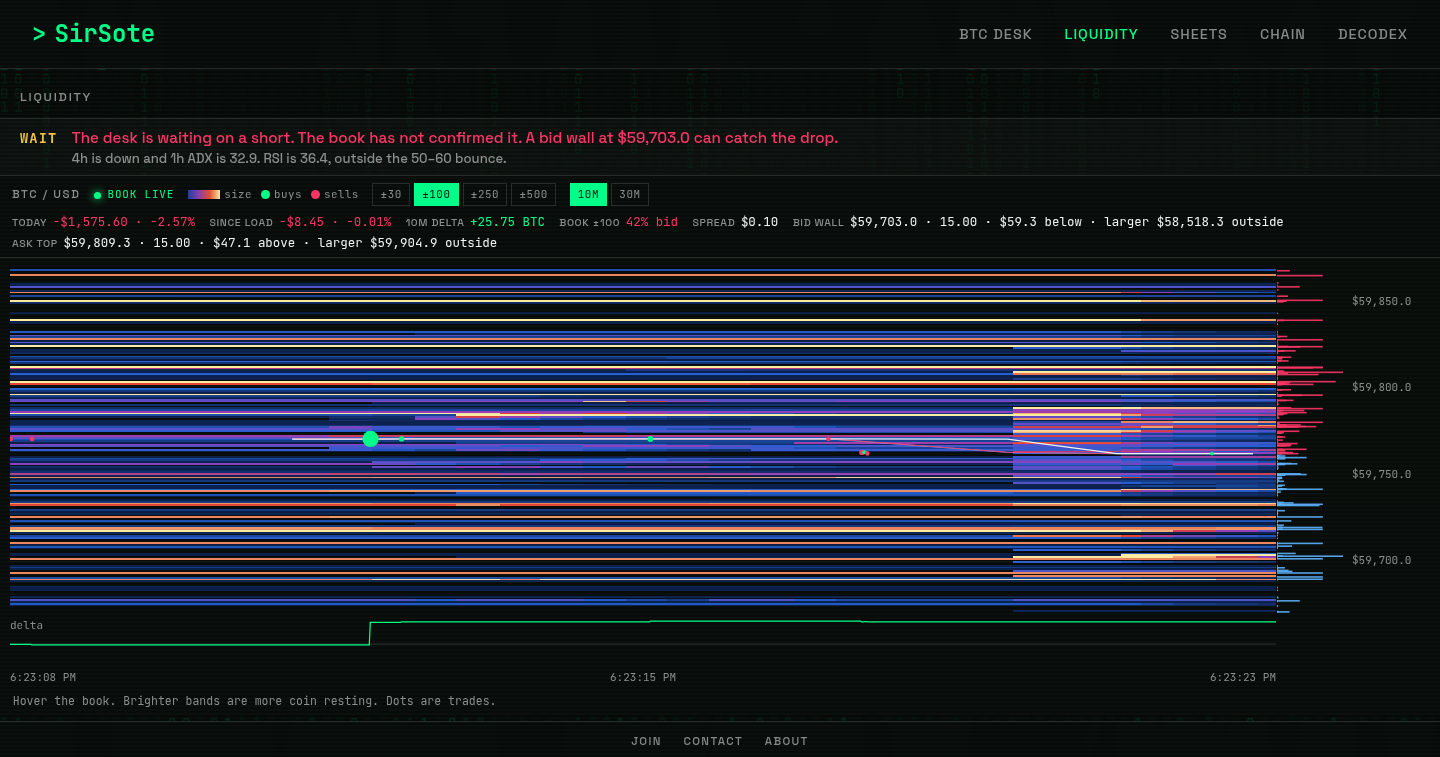 > SirSote
BTC DESK LIQUIDITY SHEETS CHAIN DECODEX
LIQUIDITY
WAIT The desk is waiting on a short. The book has not confirmed it. A bid wall at $59,703.0 can catch the drop.
4h is down and 1h ADX is 32.9. RSI is 36.4, outside the 50–60 bounce.
BTC / USD BOOK LIVE size buys sells ±30 ±100 ±250 ±500 10M 30M
TODAY -$1,575.60 · -2.57% SINCE LOAD -$8.45 · -0.01% 10M DELTA +25.75 BTC BOOK ±100 42% bid SPREAD $0.10 BID WALL $59,703.0 · 15.00 · $59.3 below · larger $58,518.3 outside
ASK TOP $59,809.3 · 15.00 · $47.1 above · larger $59,904.9 outside
$59,850.0
$59,800.0
$59,750.0
$59,700.0
delta
6:23:08 PM 6:23:15 PM 6:23:23 PM
Hover the book. Brighter bands are more coin resting. Dots are trades.
JOIN CONTACT ABOUT